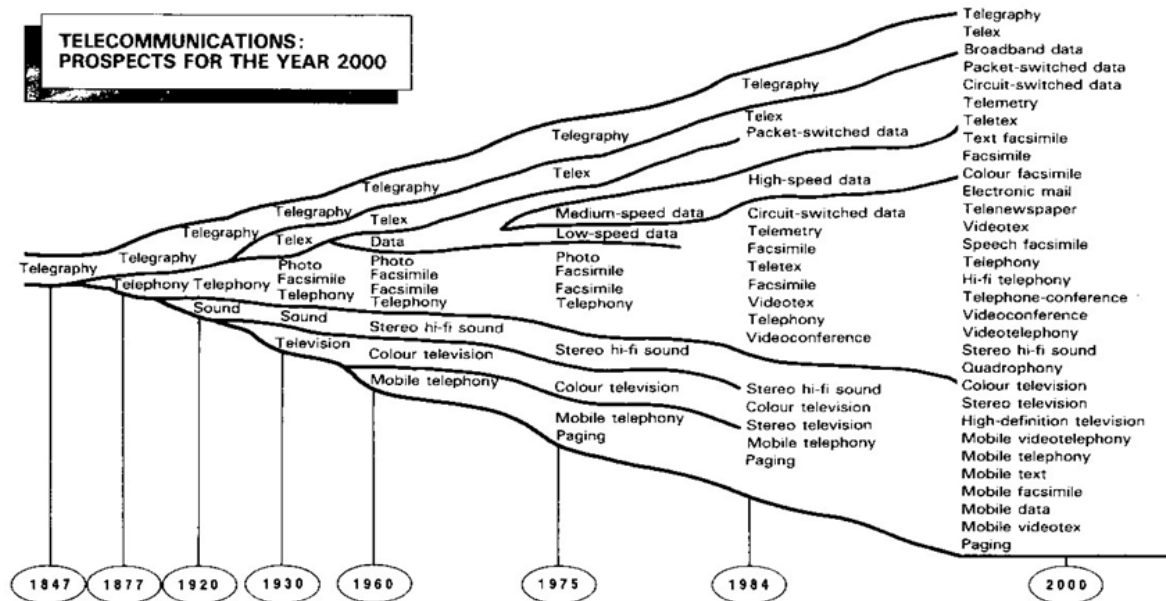 TELECOMMUNICATIONS:
PROSPECTS FOR THE YEAR 2000
Telegraphy
Telegraphy
Telephony
Telegraphy
Telephony
Sound
Telegraphy
Telex
Photo
Facsimile
Telephony
Sound
Television
Telegraphy
Telex
Data
Photo
Facsimile
Facsimile
Telephony
Stereo hi-fi sound
Colour television
Mobile telephony
Telegraphy
Telex
Medium-speed data
Low-speed data
Photo
Facsimile
Facsimile
Telephony
Stereo hi-fi sound
Colour television
Mobile telephony
Paging
Telegraphy
Telex
Packet-switched data
High-speed data
Circuit-switched data
Telemetry
Facsimile
Teletex
Facsimile
Videotex
Telephony
Videoconference
Stereo hi-fi sound
Colour television
Stereo television
Mobile telephony
Paging
Telegraphy
Telex
Broadband data
Packet-switched data
Circuit-switched data
Telemetry
Teletex
Text facsimile
Facsimile
Colour facsimile
Electronic mail
Telenewspaper
Videotex
Speech facsimile
Telephony
Hi-fi telephony
Telephone-conference
Videoconference
Videotelephony
Stereo hi-fi sound
Quadrophony
Colour television
Stereo television
High-definition television
Mobile videotelephony
Mobile telephony
Mobile text
Mobile facsimile
Mobile data
Mobile videotex
Paging
1847
1877
1920
1930
1960
1975
1984
2000